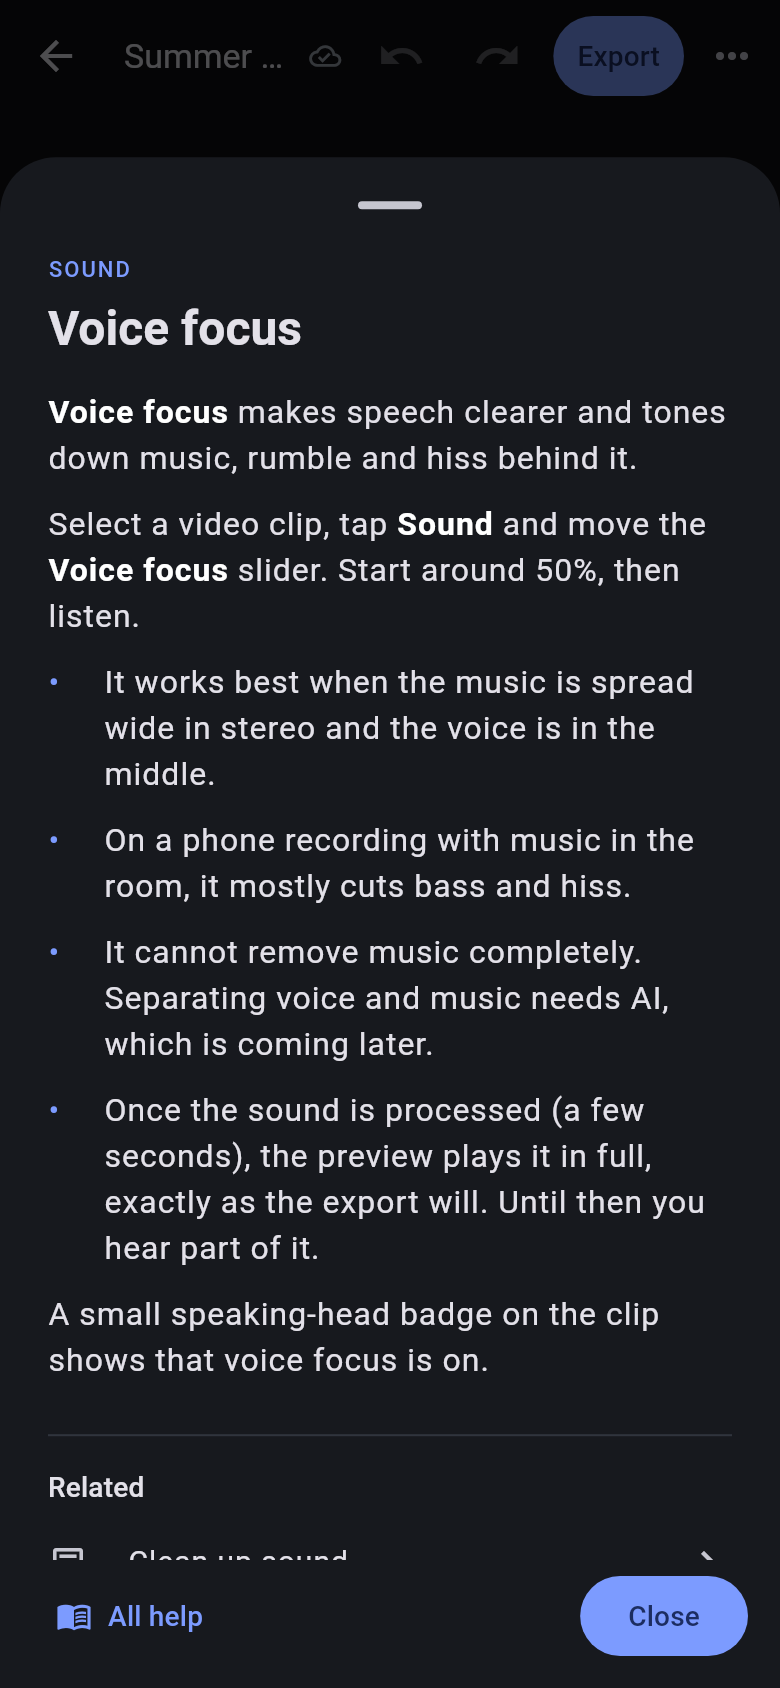 Summer ...
Export
SOUND
Voice focus
Voice focus makes speech clearer and tones
down music, rumble and hiss behind it.
Select a video clip, tap Sound and move the
Voice focus slider. Start around 50%, then
listen.
• It works best when the music is spread
wide in stereo and the voice is in the
middle.
• On a phone recording with music in the
room, it mostly cuts bass and hiss.
• It cannot remove music completely.
Separating voice and music needs AI,
which is coming later.
• Once the sound is processed (a few
seconds), the preview plays it in full,
exactly as the export will. Until then you
hear part of it.
A small speaking-head badge on the clip
shows that voice focus is on.
Related
Clean up sound
All help
Close